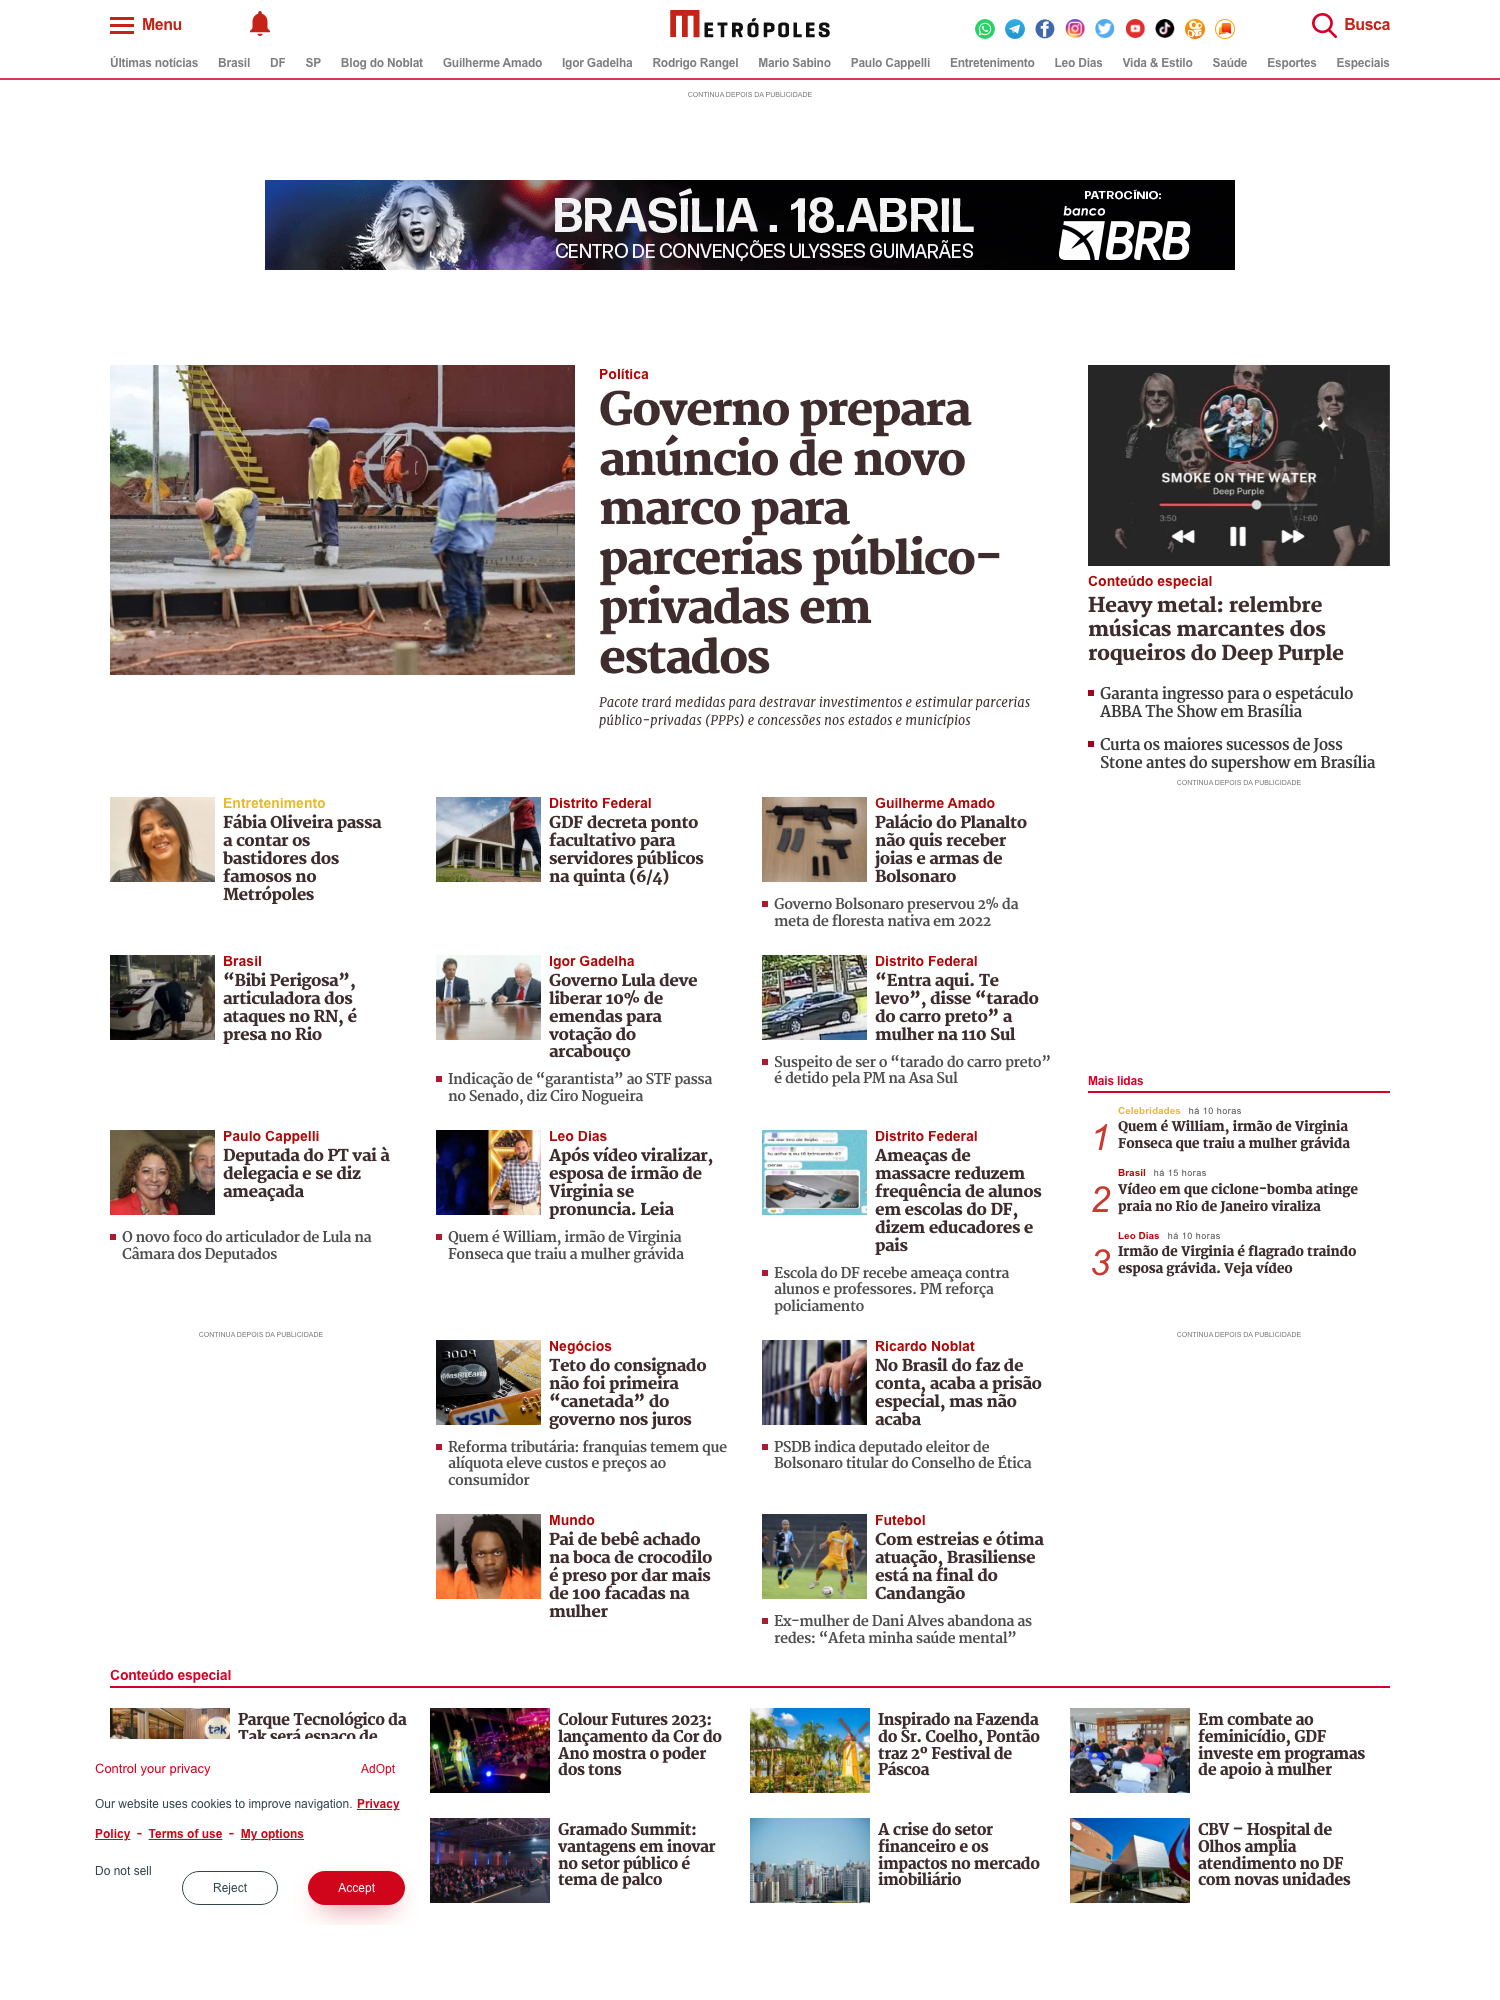 Menu
METRÓPOLES
Busca
Últimas notícias Brasil DF SP Blog do Noblat Guilherme Amado Igor Gadelha Rodrigo Rangel Mario Sabino Paulo Cappelli Entretenimento Leo Dias Vida & Estilo Saúde Esportes Especiais
CONTINUA DEPOIS DA PUBLICIDADE
BRASÍLIA . 18.ABRIL
CENTRO DE CONVENÇÕES ULYSSES GUIMARÃES
PATROCÍNIO:
banco
BRB
Política
Governo prepara
anúncio de novo
marco para
parcerias público-
privadas em
estados
Pacote trará medidas para destravar investimentos e estimular parcerias
público-privadas (PPPs) e concessões nos estados e municípios
SMOKE ON THE WATER
Deep Purple
3:50
Conteúdo especial
Heavy metal: relembre
músicas marcantes dos
roqueiros do Deep Purple
Garanta ingresso para o espetáculo
ABBA The Show em Brasília
Curta os maiores sucessos de Joss
Stone antes do supershow em Brasília
CONTINUA DEPOIS DA PUBLICIDADE
Entretenimento
Fábia Oliveira passa
a contar os
bastidores dos
famosos no
Metrópoles
Distrito Federal
GDF decreta ponto
facultativo para
servidores públicos
na quinta (6/4)
Guilherme Amado
Palácio do Planalto
não quis receber
joias e armas de
Bolsonaro
Governo Bolsonaro preservou 2% da
meta de floresta nativa em 2022
Brasil
“Bibi Perigosa”,
articuladora dos
ataques no RN, é
presa no Rio
Igor Gadelha
Governo Lula deve
liberar 10% de
emendas para
votação do
arcabouço
Indicação de “garantista” ao STF passa
no Senado, diz Ciro Nogueira
Distrito Federal
“Entra aqui. Te
levo”, disse “tarado
do carro preto” a
mulher na 110 Sul
Suspeito de ser o “tarado do carro preto”
é detido pela PM na Asa Sul
Mais lidas
Celebridades há 10 horas
1
Quem é William, irmão de Virginia
Fonseca que traiu a mulher grávida
Brasil há 15 horas
2
Vídeo em que ciclone-bomba atinge
praia no Rio de Janeiro viraliza
Leo Dias há 10 horas
3
Irmão de Virginia é flagrado traindo
esposa grávida. Veja vídeo
Paulo Cappelli
Deputada do PT vai à
delegacia e se diz
ameaçada
O novo foco do articulador de Lula na
Câmara dos Deputados
Leo Dias
Após vídeo viralizar,
esposa de irmão de
Virginia se
pronuncia. Leia
Quem é William, irmão de Virginia
Fonseca que traiu a mulher grávida
Distrito Federal
Ameaças de
massacre reduzem
frequência de alunos
em escolas do DF,
dizem educadores e
pais
Escola do DF recebe ameaça contra
alunos e professores. PM reforça
policiamento
CONTINUA DEPOIS DA PUBLICIDADE
CONTINUA DEPOIS DA PUBLICIDADE
3009
MasterCard
VISA
Negócios
Teto do consignado
não foi primeira
“canetada” do
governo nos juros
Reforma tributária: franquias temem que
alíquota eleve custos e preços ao
consumidor
Ricardo Noblat
No Brasil do faz de
conta, acaba a prisão
especial, mas não
acaba
PSDB indica deputado eleitor de
Bolsonaro titular do Conselho de Ética
Mundo
Pai de bebê achado
na boca de crocodilo
é preso por dar mais
de 100 facadas na
mulher
Futebol
Com estreias e ótima
atuação, Brasiliense
está na final do
Candangão
Ex-mulher de Dani Alves abandona as
redes: “Afeta minha saúde mental”
Conteúdo especial
tak
Parque Tecnológico da
Tak será espaço de
Colour Futures 2023:
lançamento da Cor do
Ano mostra o poder
dos tons
Inspirado na Fazenda
do Sr. Coelho, Pontão
traz 2º Festival de
Páscoa
Em combate ao
feminicídio, GDF
investe em programas
de apoio à mulher
Control your privacy
AdOpt
Our website uses cookies to improve navigation. Privacy
Policy - Terms of use - My options
Do not sell
Reject
Accept
Gramado Summit:
vantagens em inovar
no setor público é
tema de palco
A crise do setor
financeiro e os
impactos no mercado
imobiliário
CBV – Hospital de
Olhos amplia
atendimento no DF
com novas unidades